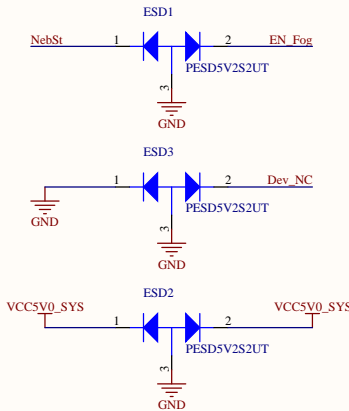 ESD1
NebSt 1 2 EN_Fog
PESD5V2S2UT
3
GND
ESD3
1 2 Dev_NC
PESD5V2S2UT
GND
3
GND
ESD2
VCC5V0_SYS VCC5V0_SYS
1 2
PESD5V2S2UT
3
GND